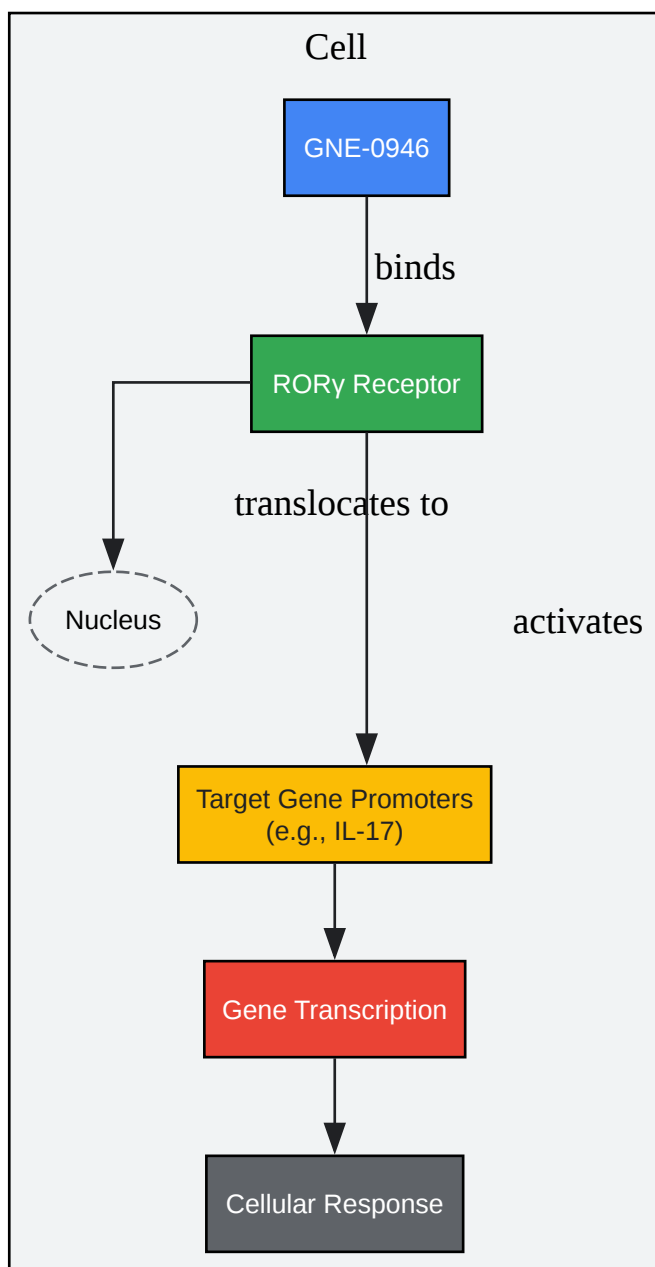 Cell
GNE-0946
binds
RORγ Receptor
translocates to
Nucleus
activates
Target Gene Promoters
(e.g., IL-17)
Gene Transcription
Cellular Response